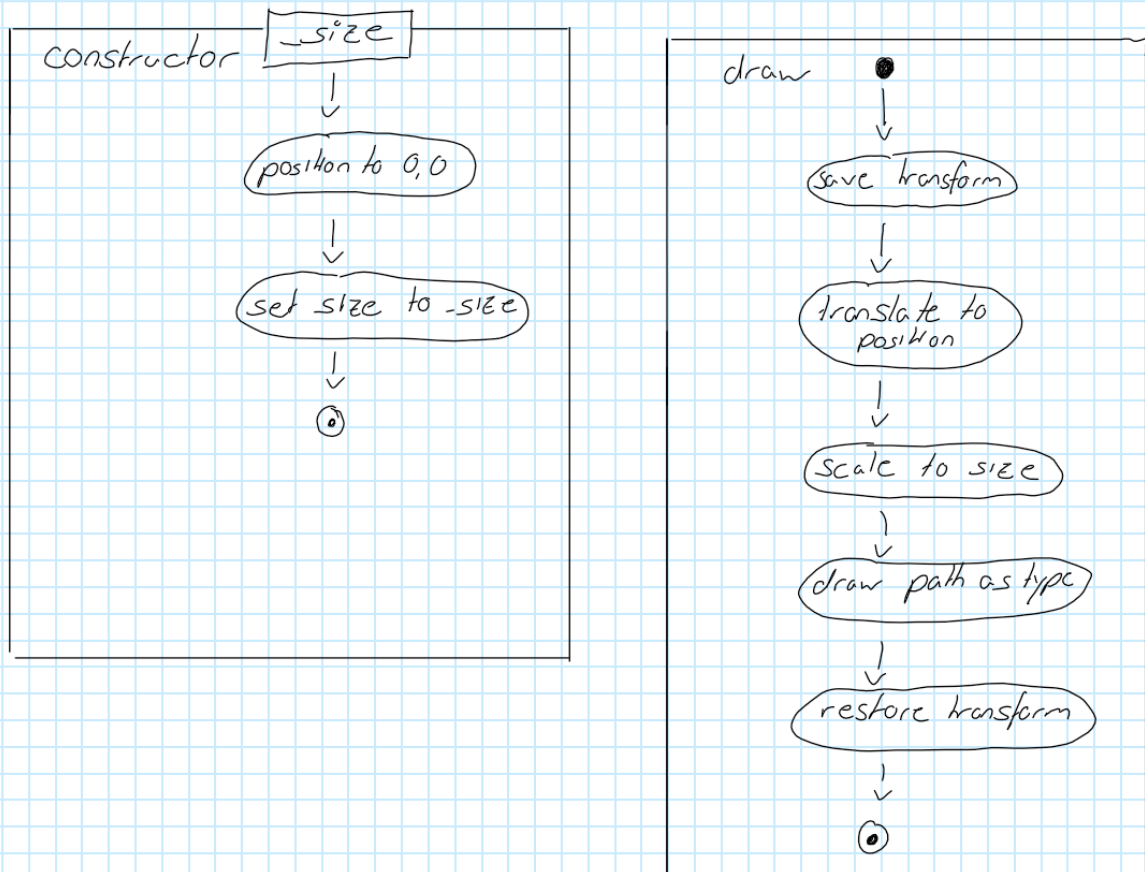 constructor
_size
position to 0,0
set size to _size
draw
save transform
translate to
position
scale to size
draw path as type
restore transform